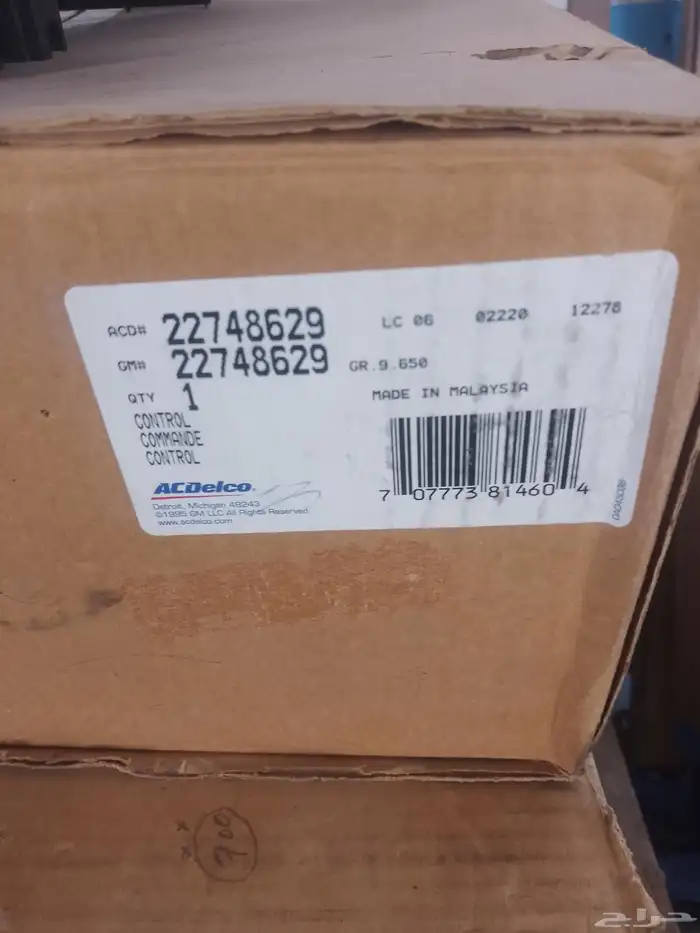 ACD# 22748629 LC 06 02220 12278
GM# 22748629 GR.9.650
QTY 1 MADE IN MALAYSIA
CONTROL
COMMANDE
CONTROL
7 07773 81460 4
ACDelco
Detroit, Michigan 48243
©1995 GM LLC All Rights Reserved
www.acdelco.com
700
حراج